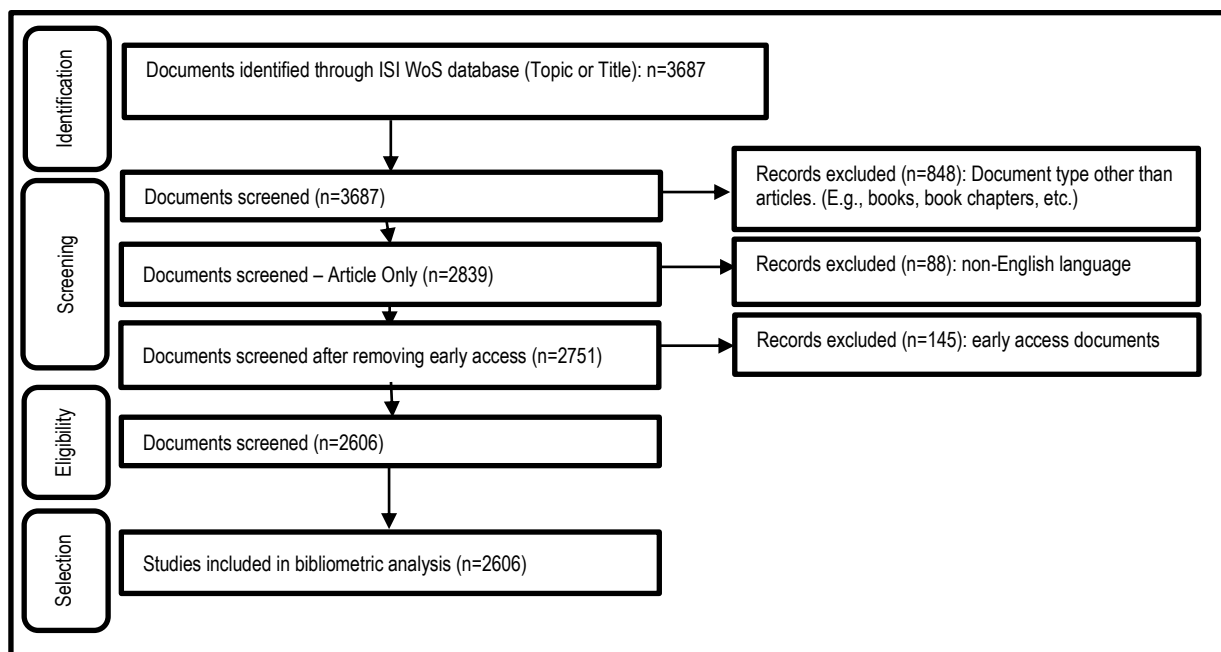 Identification
Documents identified through ISI WoS database (Topic or Title): n=3687
Screening
Documents screened (n=3687)
Records excluded (n=848): Document type other than
articles. (E.g., books, book chapters, etc.)
Documents screened – Article Only (n=2839)
Records excluded (n=88): non-English language
Documents screened after removing early access (n=2751)
Records excluded (n=145): early access documents
Eligibility
Documents screened (n=2606)
Selection
Studies included in bibliometric analysis (n=2606)